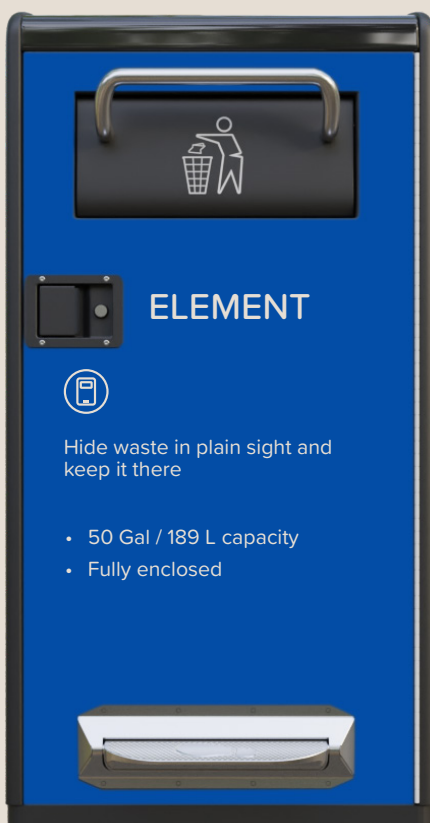 ELEMENT
Hide waste in plain sight and
keep it there
• 50 Gal / 189 L capacity
• Fully enclosed